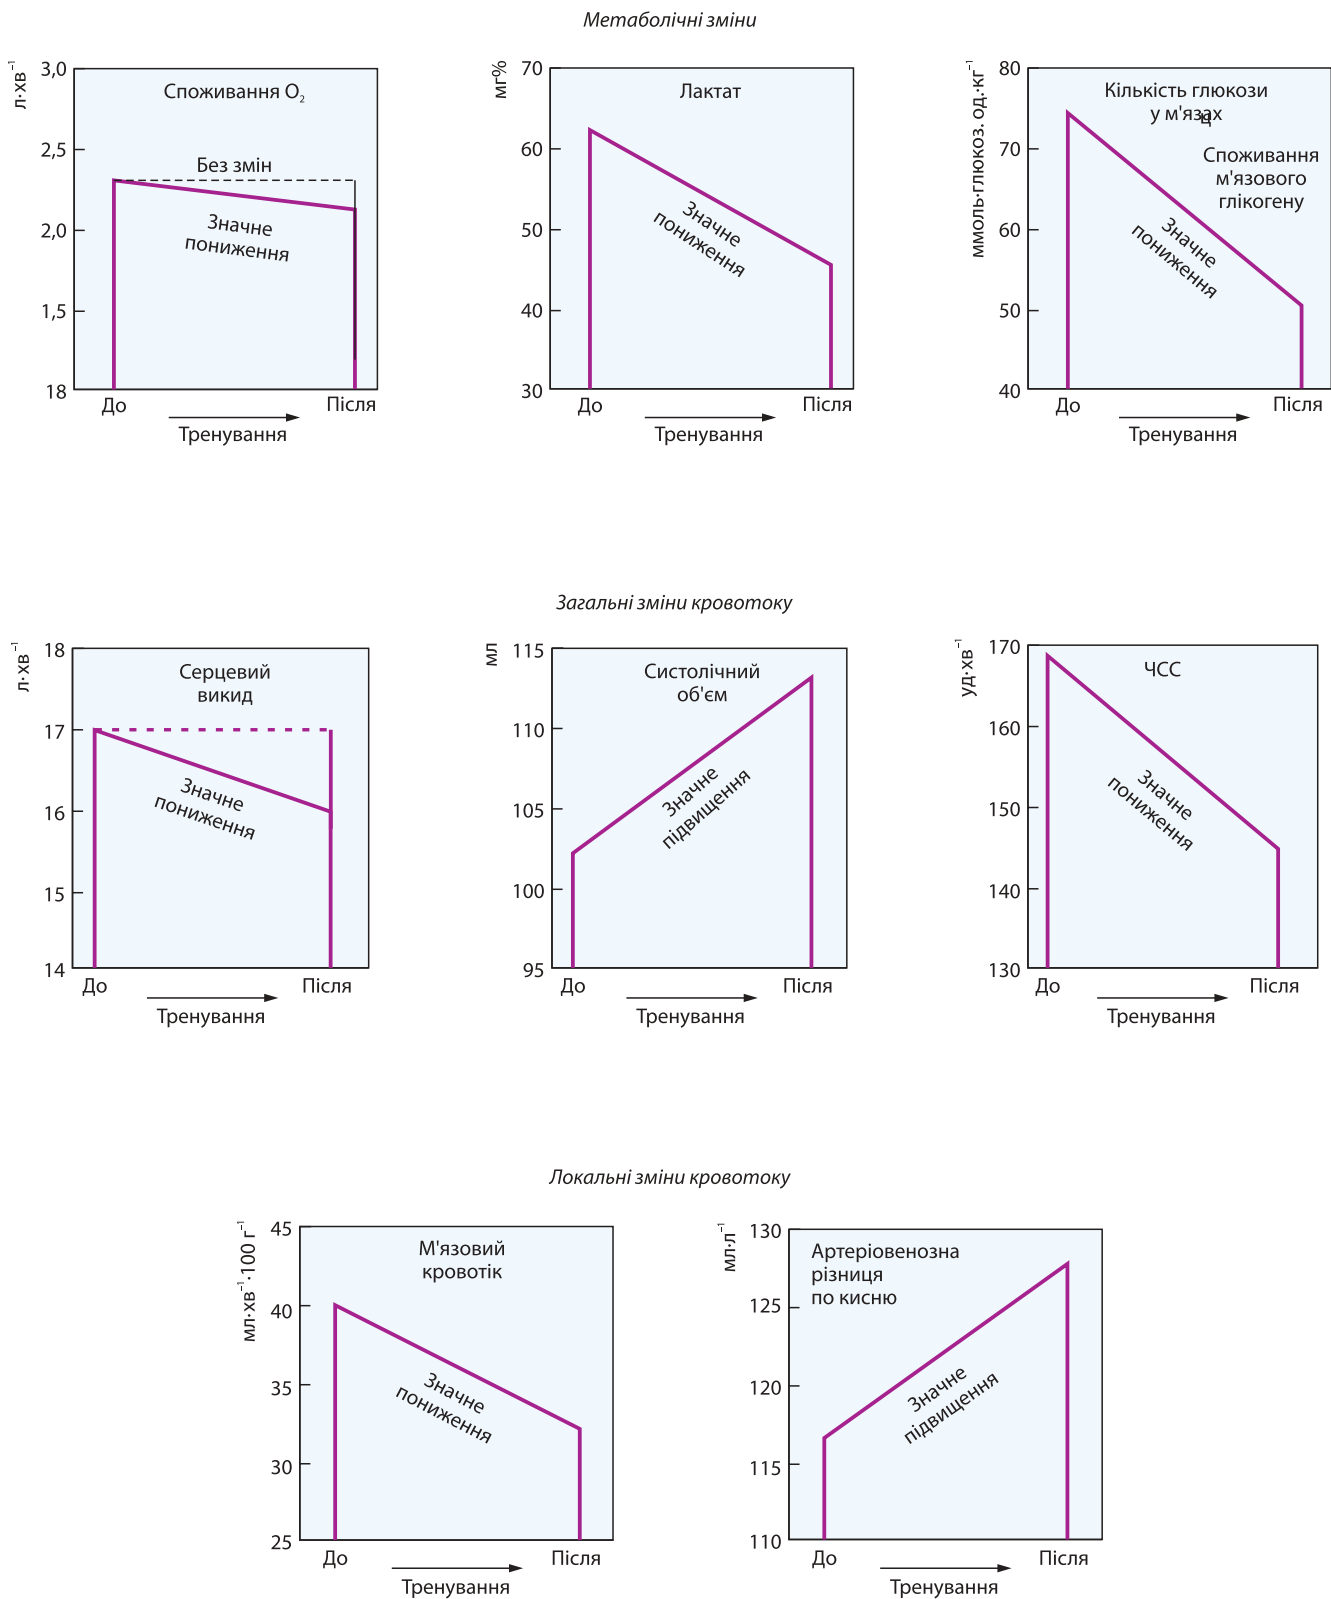 Метаболічні зміни
л·хв⁻¹
3,0
2,5
2,0
1,5
18
Споживання O₂
Без змін
Значне
пониження
До
Після
Тренування
мг%
70
60
50
40
30
Лактат
Значне
пониження
До
Після
Тренування
ммоль·глюкоз. од.·кг⁻¹
80
70
60
50
40
Кількість глюкози
у м'язах
ц
Споживання
м'язового
глікогену
Значне
пониження
До
Після
Тренування
Загальні зміни кровотоку
л·хв⁻¹
18
17
16
15
14
Серцевий
викид
Значне
пониження
До
Після
Тренування
мл
115
110
105
100
95
Систолічний
об'єм
Значне
підвищення
До
Після
Тренування
уд·хв⁻¹
170
160
150
140
130
ЧСС
Значне
пониження
До
Після
Тренування
Локальні зміни кровотоку
мл·хв⁻¹·100 г⁻¹
45
40
35
30
25
М'язовий
кровотік
Значне
пониження
До
Після
Тренування
мл·л⁻¹
130
125
120
115
110
Артеріовенозна
різниця
по кисню
Значне
підвищення
До
Після
Тренування